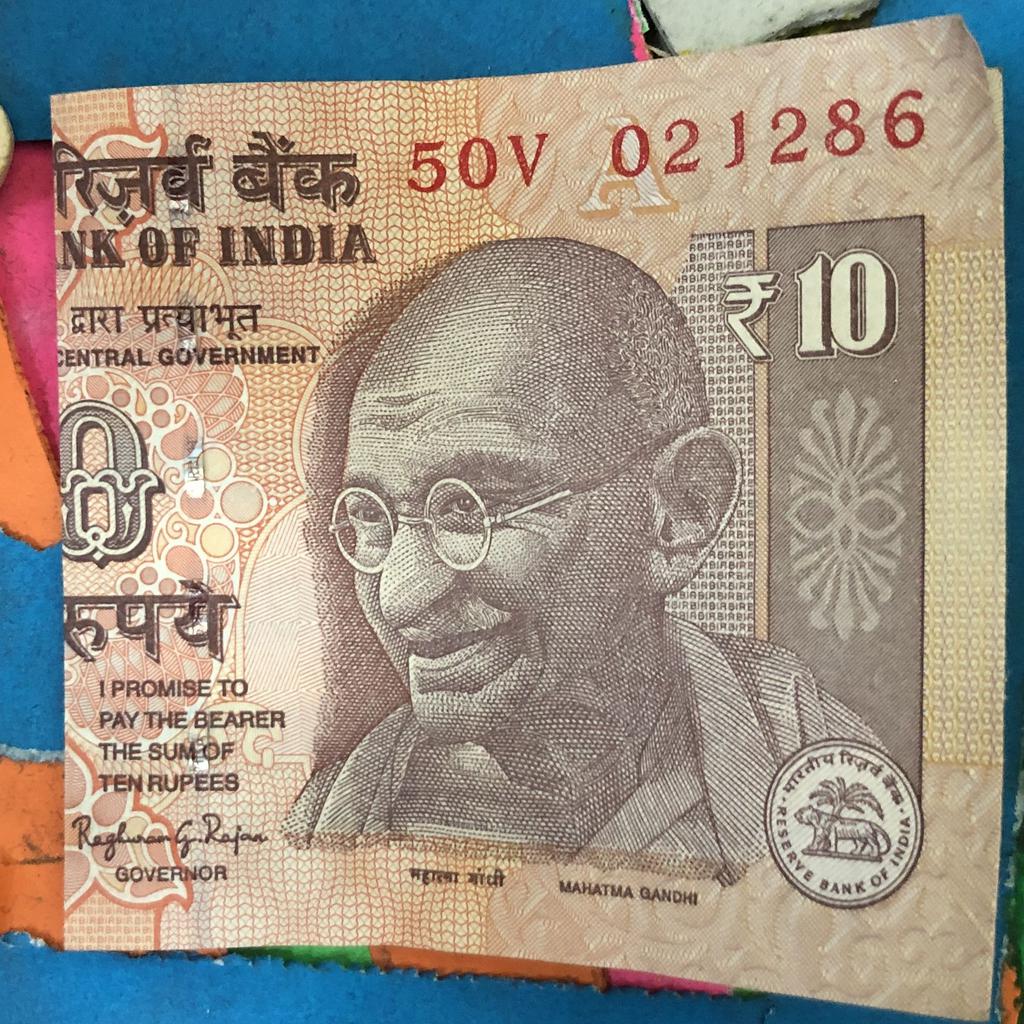 रिज़र्व बैंक
NK OF INDIA
50V 021286
A
₹10
द्वारा प्रत्याभूत
CENTRAL GOVERNMENT
0
रुपये
I PROMISE TO
PAY THE BEARER
THE SUM OF
TEN RUPEES
Raghuram G. Rajan
GOVERNOR
महात्मा गांधी
MAHATMA GANDHI
भारतीय रिज़र्व बैंक
RESERVE BANK OF INDIA